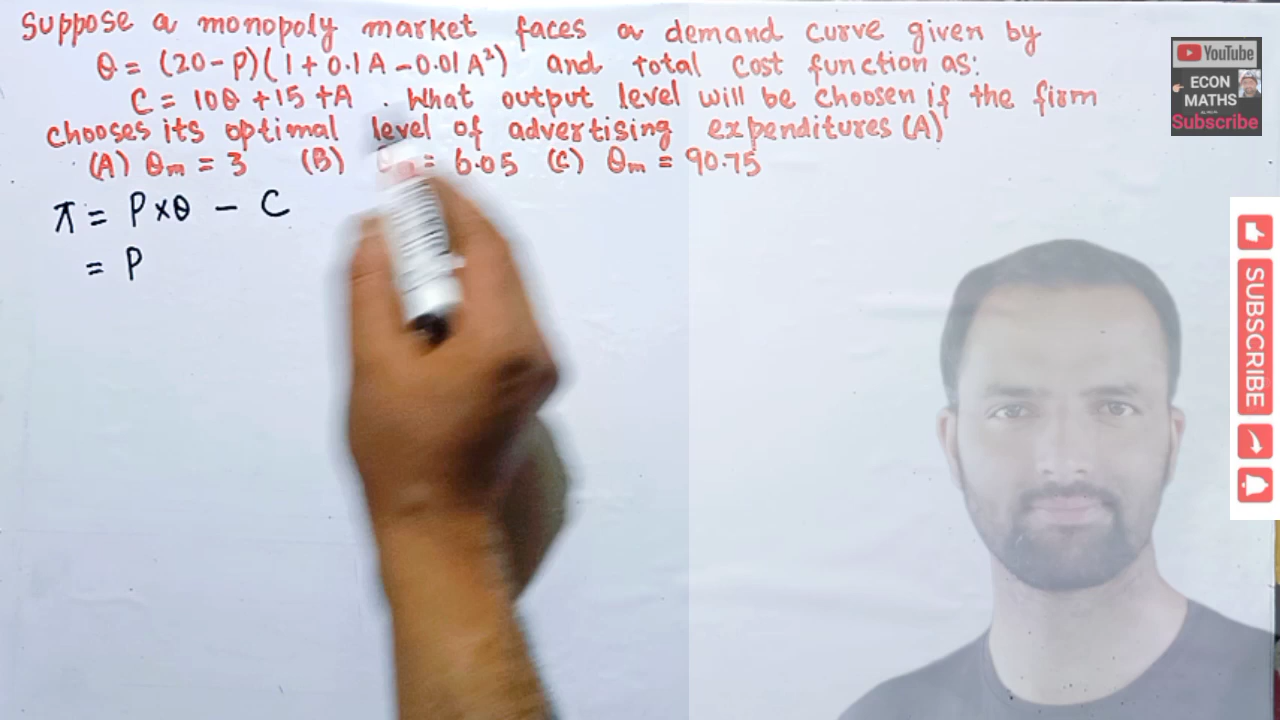 Suppose a monopoly market faces a demand curve given by
Q = (20-P)(1+0.1A-0.01A²) and total cost function as:
C = 10Q+15+A. What output level will be choosen if the firm
chooses its optimal level of advertising expenditures (A)
(A) Qm = 3 (B) = 6.05 (C) Qm = 90.75
π = P×Q - C
= P
YouTube
ECON
MATHS
Subscribe
SUBSCRIBE